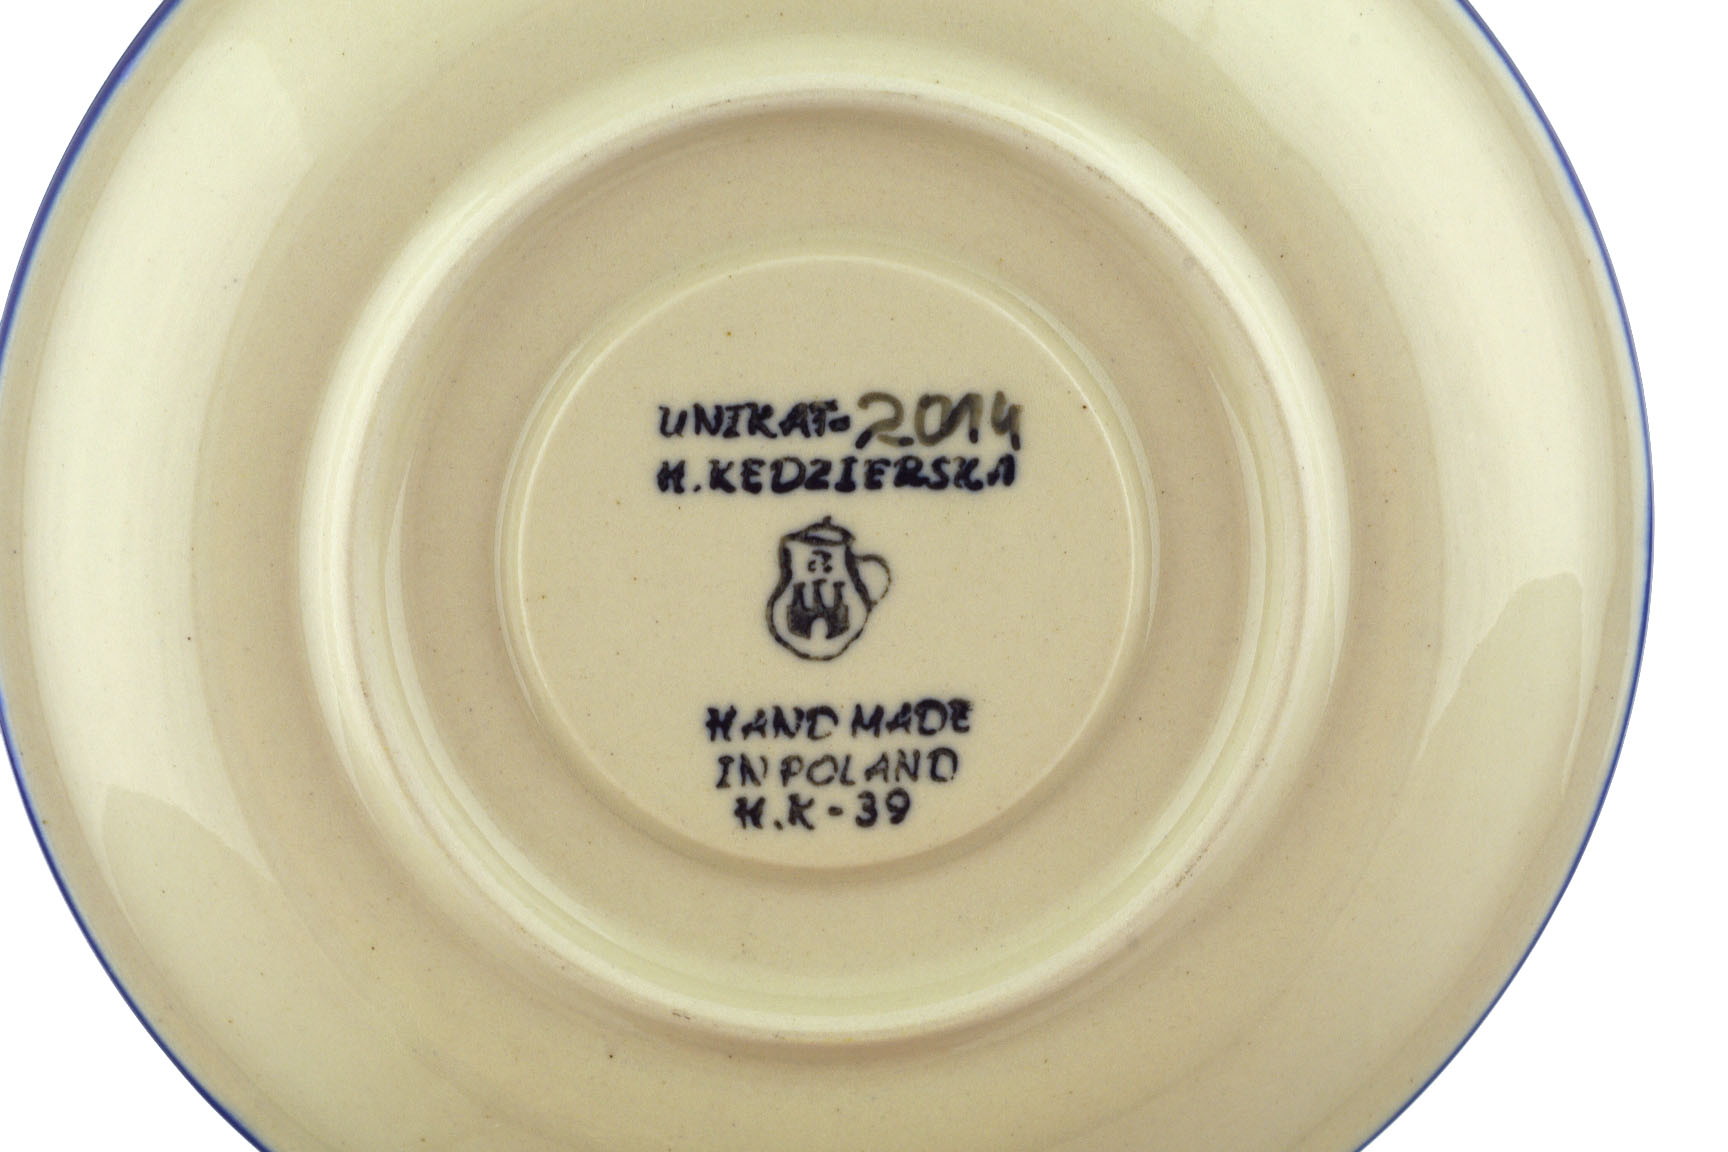 UNIKAT- 2014
H.KEDZIERSKA
B
HAND MADE
IN POLAND
H.K - 39